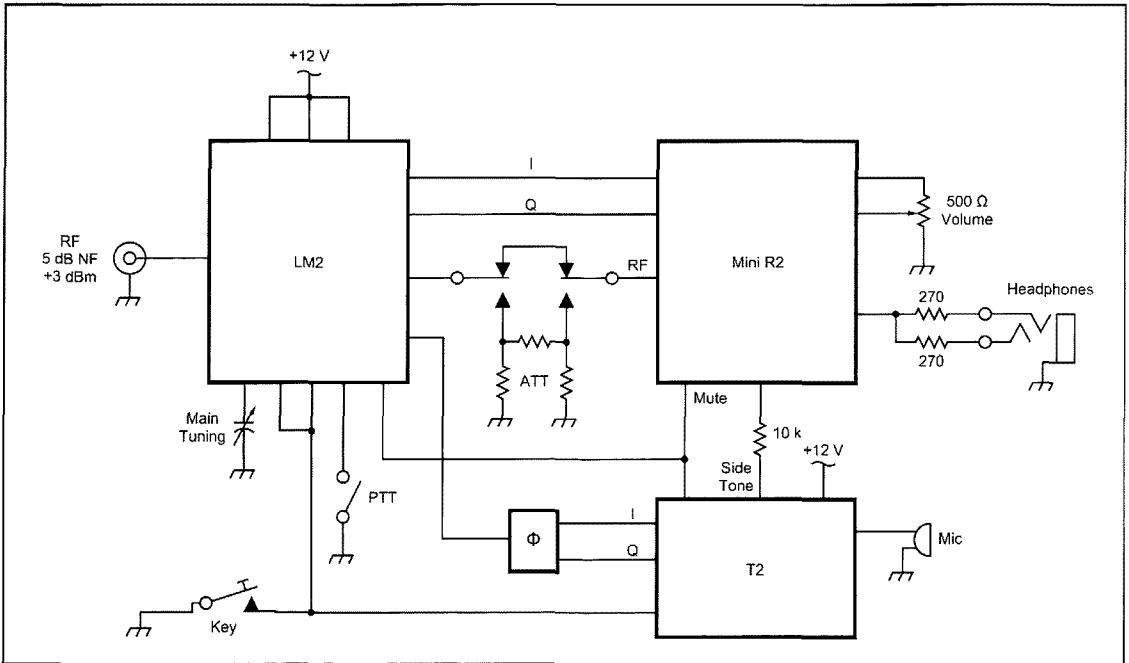 +12 V
I
Q
RF
5 dB NF
+3 dBm
LM2
RF
Mini R2
500 Ω
Volume
270
Headphones
270
ATT
Main
Tuning
Mute
10 k
+12 V
Side
Tone
PTT
I
Φ
Q
Mic
T2
Key